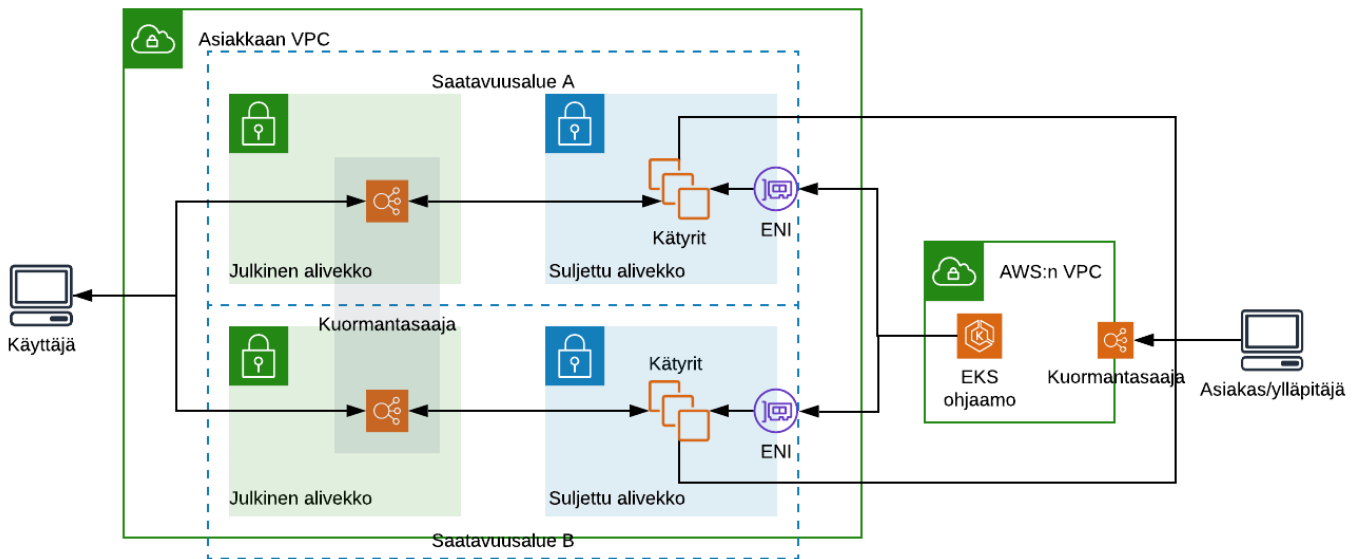 Asiakkaan VPC
Saatavuusalue A
Kätyrit
ENI
Julkinen alivekko
Suljettu alivekko
AWS:n VPC
Kuormantasaaja
Käyttäjä
Kätyrit
EKS
ohjaamo
Kuormantasaaja
Asiakas/ylläpitäjä
ENI
Julkinen alivekko
Suljettu alivekko
Saatavuusalue B